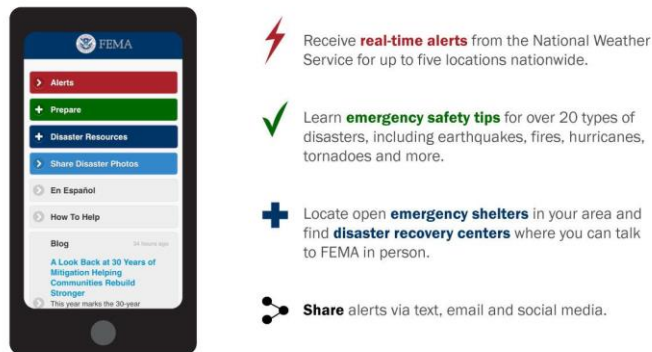 FEMA
Alerts
Prepare
Disaster Resources
Share Disaster Photos
En Español
How To Help
Blog
34 hours ago
A Look Back at 30 Years of
Mitigation Helping
Communities Rebuild
Stronger
This year marks the 30-year
Receive real-time alerts from the National Weather
Service for up to five locations nationwide.
Learn emergency safety tips for over 20 types of
disasters, including earthquakes, fires, hurricanes,
tornadoes and more.
Locate open emergency shelters in your area and
find disaster recovery centers where you can talk
to FEMA in person.
Share alerts via text, email and social media.